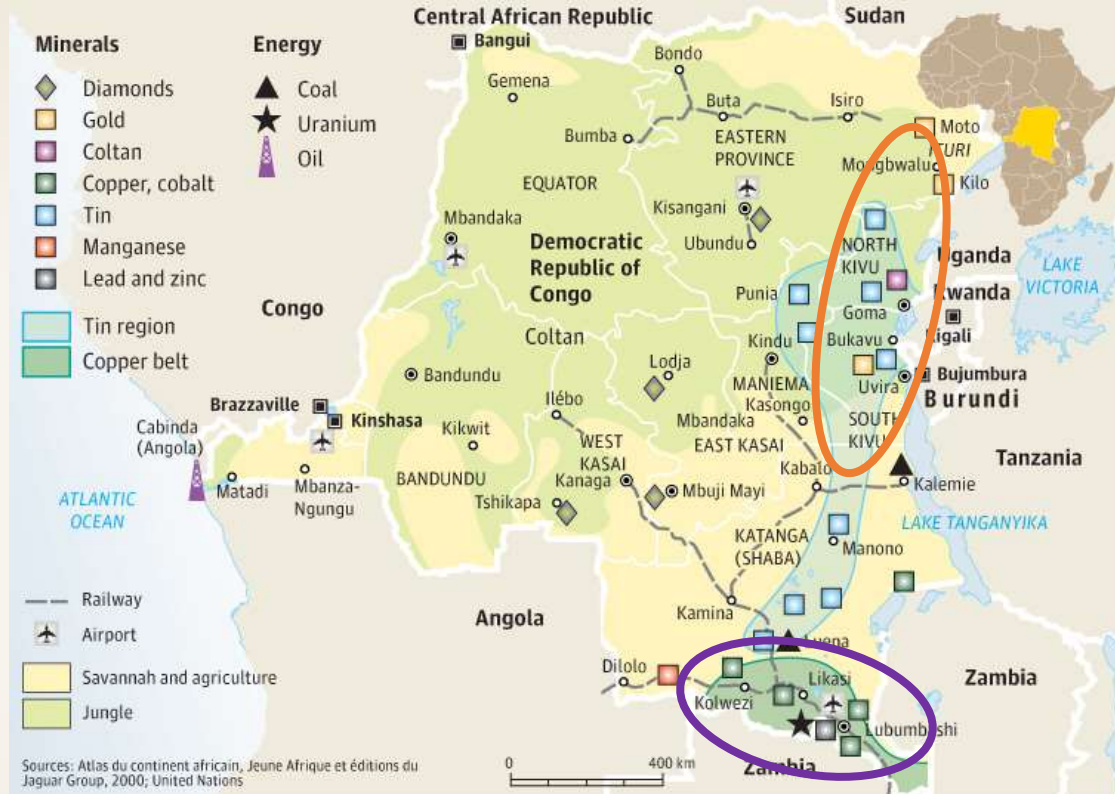 Central African Republic
Sudan
Bangui
Minerals
Diamonds
Gold
Coltan
Copper, cobalt
Tin
Manganese
Lead and zinc
Tin region
Copper belt
Energy
Coal
Uranium
Oil
Gemena
Bondo
Buta
Isiro
Bumba
EASTERN
PROVINCE
Moto
ITURI
Mongbwalu
Kilo
EQUATOR
Kisangani
Mbandaka
Ubundu
Democratic
Republic of
Congo
NORTH
KIVU
Uganda
LAKE
VICTORIA
Punia
Rwanda
Goma
Congo
Coltan
Kindu
Bukavu
Kigali
Lodja
Bandundu
MANIEMA
Uvira
Bujumbura
Burundi
Brazzaville
Kinshasa
Ilébo
Kasongo
Mbandaka
SOUTH
KIVU
Cabinda
(Angola)
Kikwit
WEST
KASAI
EAST KASAI
Tanzania
BANDUNDU
Kanaga
Kabalo
Matadi
Mbanza-
Ngungu
Tshikapa
Mbuji Mayi
Kalemie
ATLANTIC
OCEAN
LAKE TANGANYIKA
KATANGA
(SHABA)
Manono
Railway
Airport
Savannah and agriculture
Jungle
Angola
Kamina
Luena
Dilolo
Likasi
Zambia
Kolwezi
Lubumbashi
Zambia
Sources: Atlas du continent africain, Jeune Afrique et éditions du
Jaguar Group, 2000; United Nations
0 400 km